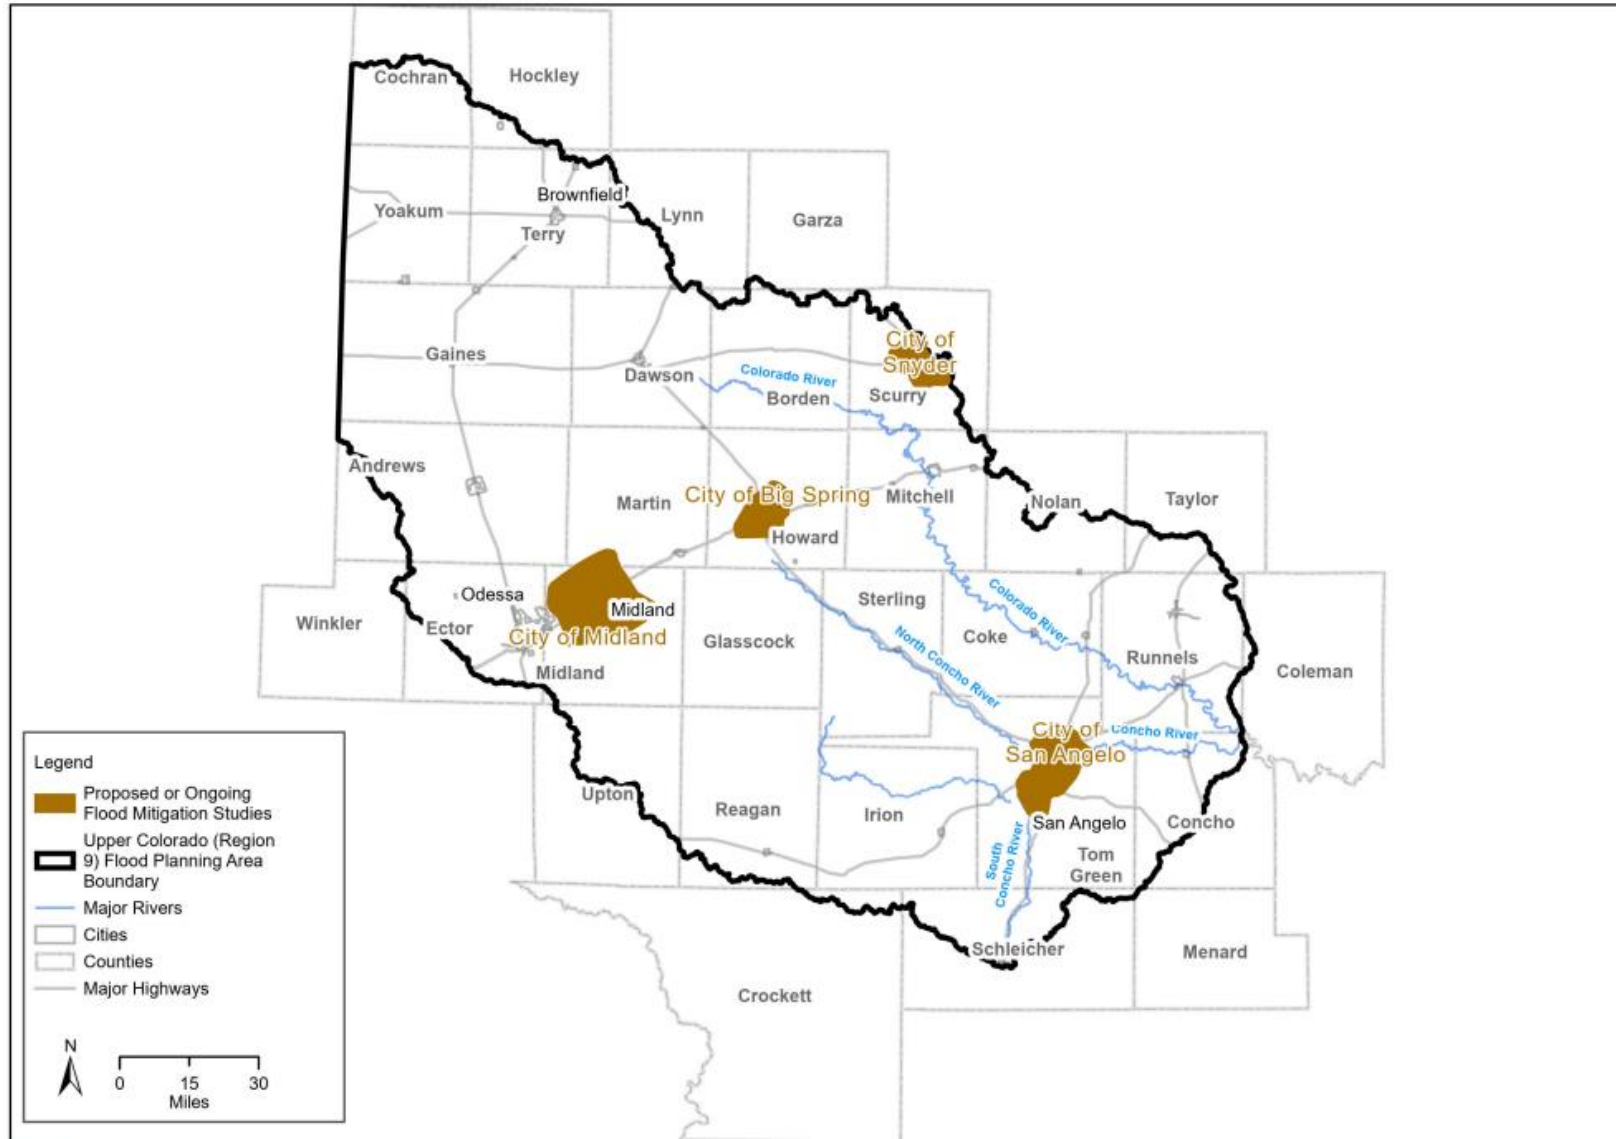 Cochran
Hockley
Brownfield
Yoakum
Terry
Lynn
Garza
City of
Snyder
Gaines
Dawson
Colorado River
Borden
Scurry
Andrews
Martin
City of Big Spring
Mitchell
Nolan
Taylor
Howard
Odessa
Midland
Winkler
Ector
City of Midland
Midland
Glasscock
Sterling
Colorado River
North Concho River
Coke
Runnels
Coleman
City of
San Angelo
Concho River
Upton
Reagan
Irion
San Angelo
Concho
South
Concho River
Tom
Green
Schleicher
Menard
Crockett
Legend
Proposed or Ongoing
Flood Mitigation Studies
Upper Colorado (Region
9) Flood Planning Area
Boundary
Major Rivers
Cities
Counties
Major Highways
N
0 15 30
Miles